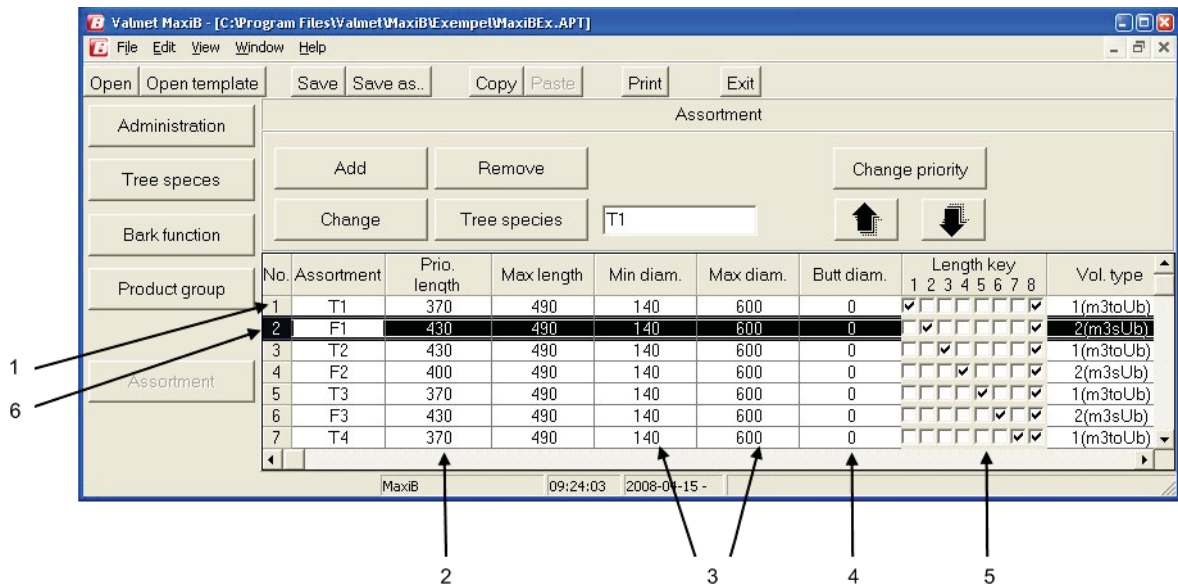 Valmet MaxiB - [C:\Program Files\Valmet\MaxiB\Exempel\MaxiBEx.APT]
File Edit View Window Help
Open Open template Save Save as.. Copy Paste Print Exit
Administration
Tree speces
Bark function
Product group
Assortment
Assortment
Add Remove Change priority
Change Tree species T1
No. Assortment Prio. length Max length Min diam. Max diam. Butt diam. Length key 1 2 3 4 5 6 7 8 Vol. type
1 T1 370 490 140 600 0 1(m3toUb)
2 F1 430 490 140 600 0 2(m3sUb)
3 T2 430 490 140 600 0 1(m3toUb)
4 F2 400 490 140 600 0 2(m3sUb)
5 T3 370 490 140 600 0 1(m3toUb)
6 F3 430 490 140 600 0 2(m3sUb)
7 T4 370 490 140 600 0 1(m3toUb)
MaxiB 09:24:03 2008-04-15 -
1
6
2 3 4 5